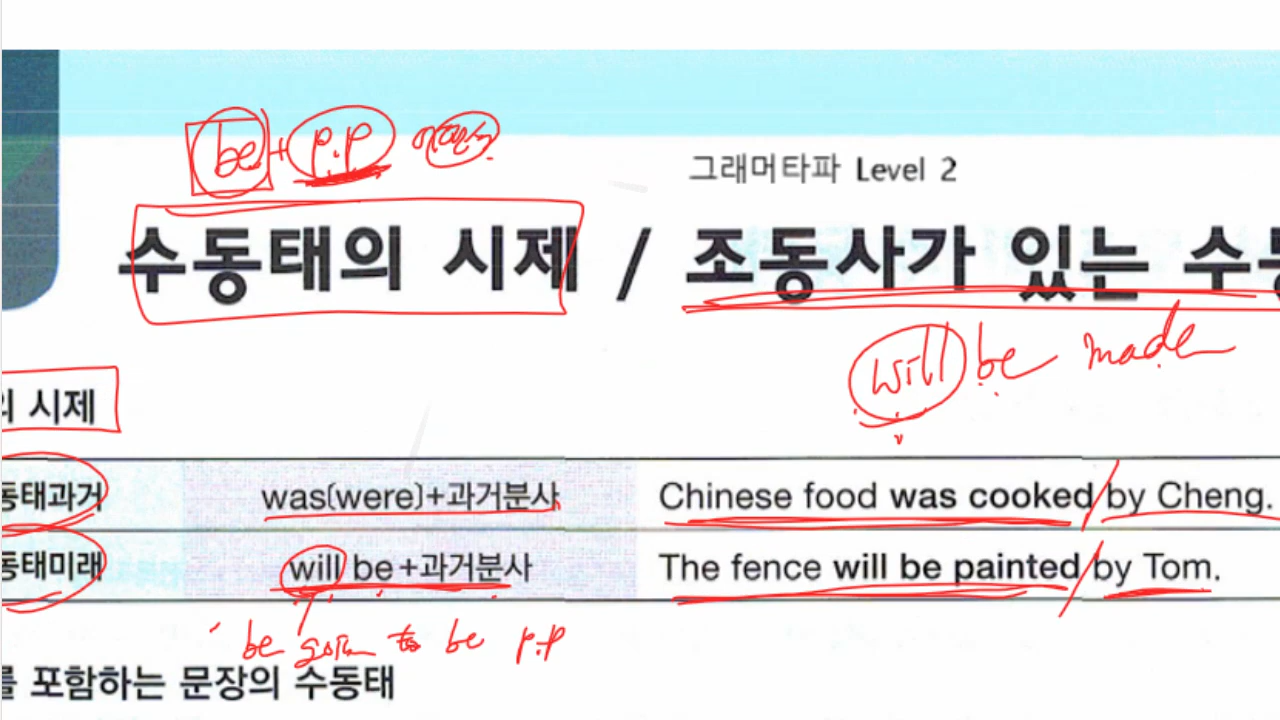 be + p.p
그래머타파 Level 2
수동태의 시제 / 조동사가 있는 수동
will be made
의 시제
동태과거 was(were)+과거분사 Chinese food was cooked by Cheng.
동태미래 will be+과거분사 The fence will be painted by Tom.
be going to be p.p
를 포함하는 문장의 수동태